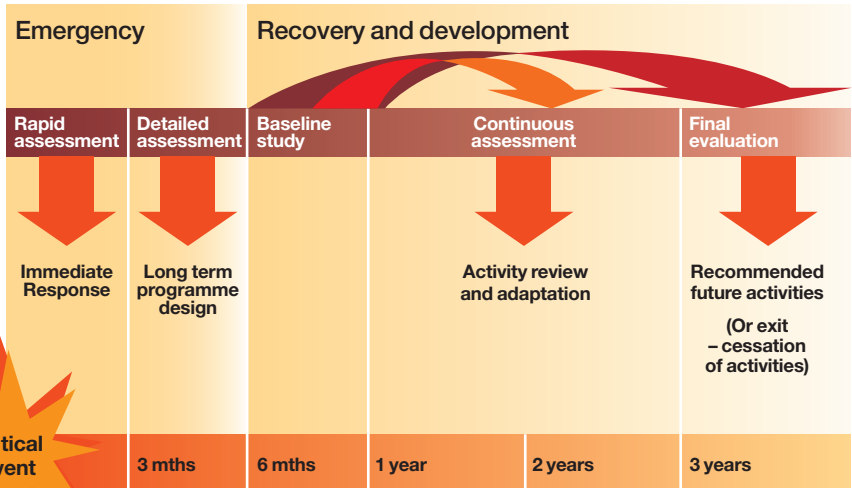 Emergency
Recovery and development
Rapid
assessment
Detailed
assessment
Baseline
study
Continuous
assessment
Final
evaluation
Immediate
Response
Long term
programme
design
Activity review
and adaptation
Recommended
future activities
(Or exit
– cessation
of activities)
tical
vent
3 mths
6 mths
1 year
2 years
3 years